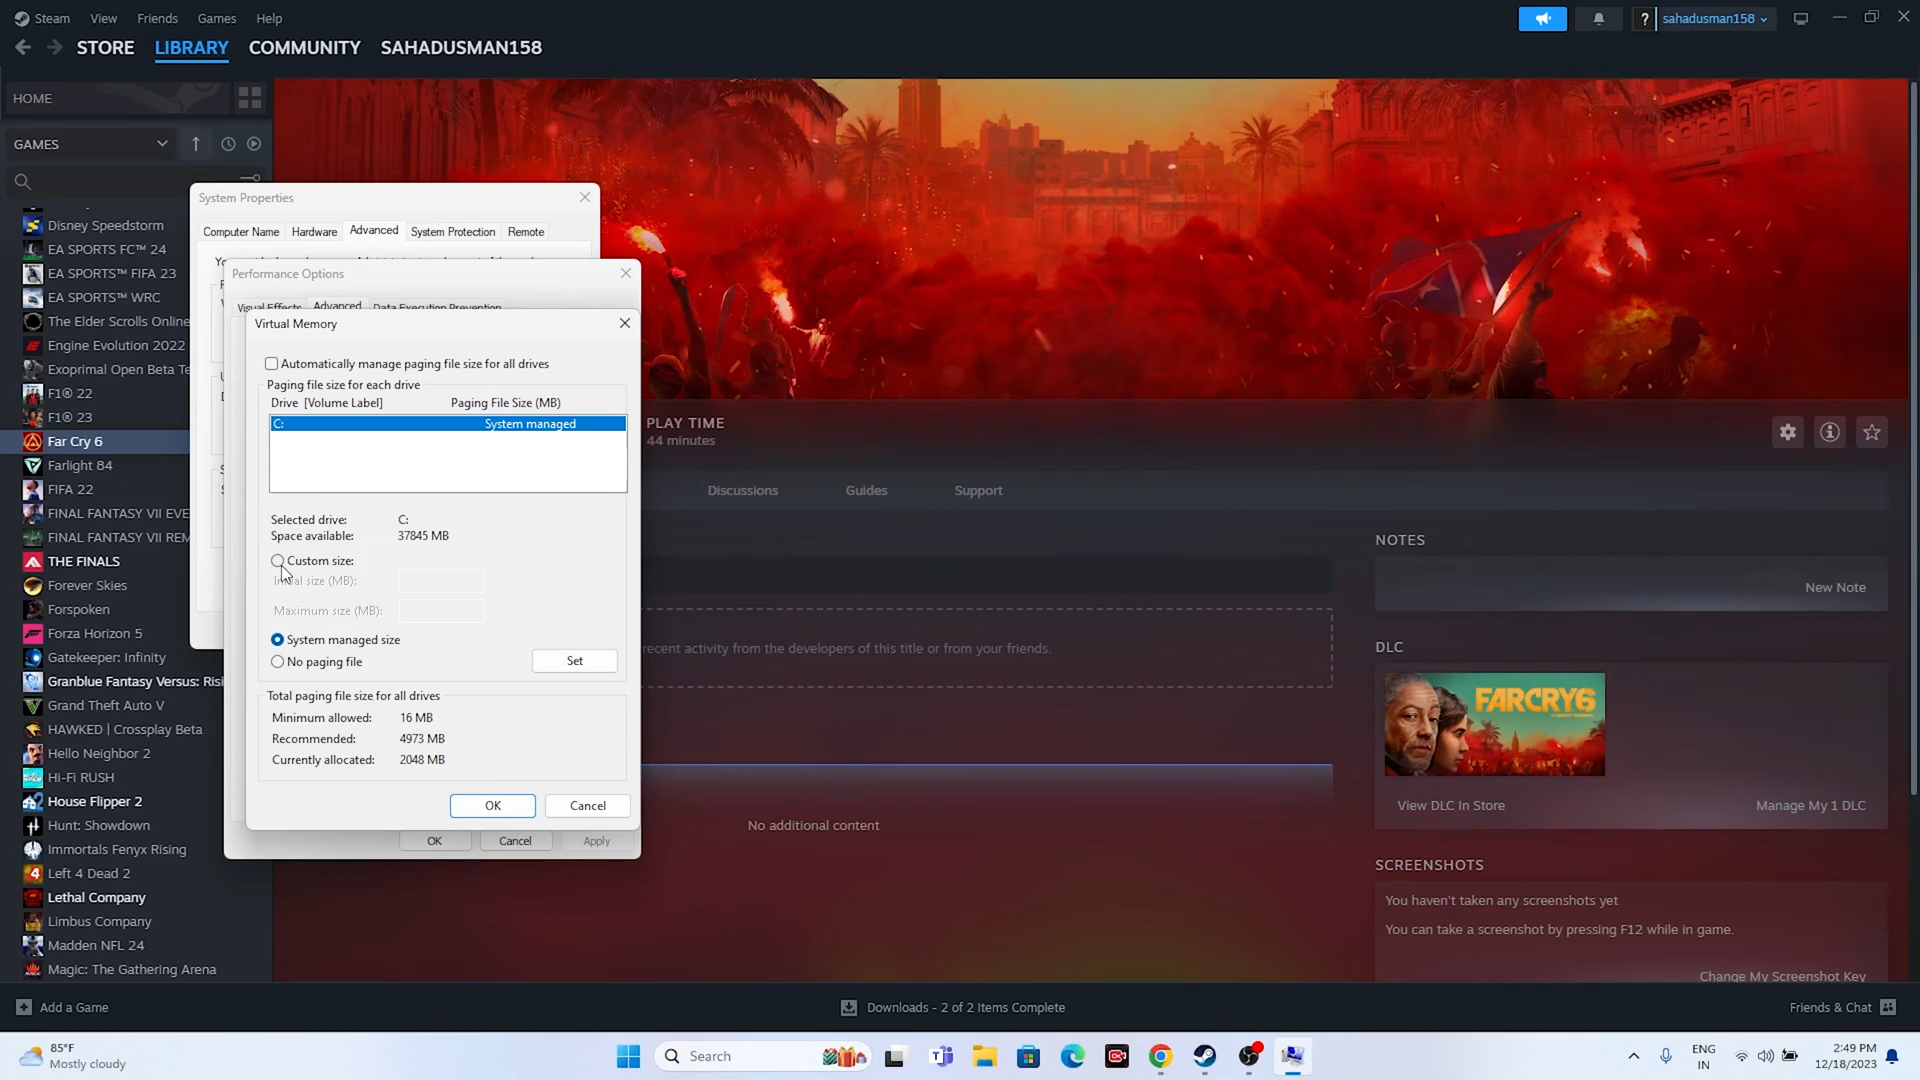 Steam View Friends Games Help
? sahadusman158
STORE LIBRARY COMMUNITY SAHADUSMAN158
HOME
GAMES
Disney Speedstorm
EA SPORTS FC™ 24
EA SPORTS™ FIFA 23
EA SPORTS™ WRC
The Elder Scrolls Online
Engine Evolution 2022
Exoprimal Open Beta Te
F1® 22
F1® 23
Far Cry 6
Farlight 84
FIFA 22
FINAL FANTASY VII EVE
FINAL FANTASY VII REM
THE FINALS
Forever Skies
Forspoken
Forza Horizon 5
Gatekeeper: Infinity
Granblue Fantasy Versus: Risi
Grand Theft Auto V
HAWKED | Crossplay Beta
Hello Neighbor 2
Hi-Fi RUSH
House Flipper 2
Hunt: Showdown
Immortals Fenyx Rising
Left 4 Dead 2
Lethal Company
Limbus Company
Madden NFL 24
Magic: The Gathering Arena
System Properties
Computer Name Hardware Advanced System Protection Remote
Performance Options
Visual Effects Advanced Data Execution Prevention
Virtual Memory
Automatically manage paging file size for all drives
Paging file size for each drive
Drive [Volume Label] Paging File Size (MB)
C: System managed
Selected drive: C:
Space available: 37845 MB
Custom size:
Initial size (MB):
Maximum size (MB):
System managed size
No paging file
Set
Total paging file size for all drives
Minimum allowed: 16 MB
Recommended: 4973 MB
Currently allocated: 2048 MB
OK Cancel
OK Cancel Apply
PLAY TIME
44 minutes
Discussions Guides Support
recent activity from the developers of this title or from your friends.
No additional content
NOTES
New Note
DLC
FARCRY6
View DLC In Store Manage My 1 DLC
SCREENSHOTS
You haven't taken any screenshots yet
You can take a screenshot by pressing F12 while in game.
Change My Screenshot Key
Add a Game
Downloads - 2 of 2 Items Complete
Friends & Chat
85°F
Mostly cloudy
Search
ENG
IN
2:49 PM
12/18/2023